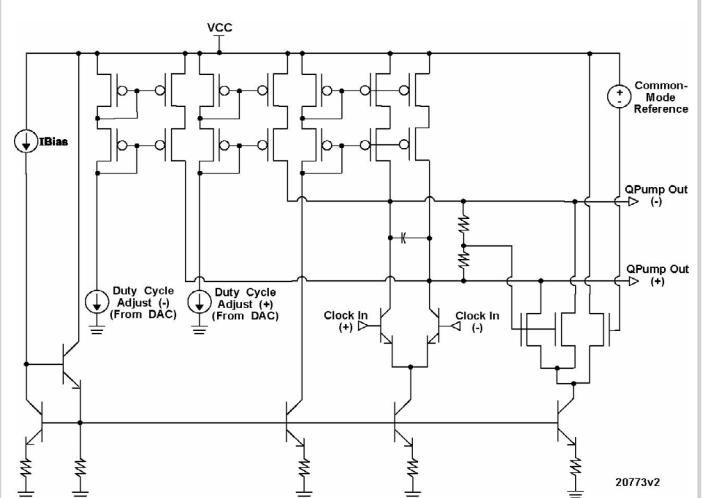 VCC
+
-
Common-
Mode
Reference
IBias
QPump Out
(-)
QPump Out
(+)
Duty Cycle
Adjust (-)
(From DAC)
Duty Cycle
Adjust (+)
(From DAC)
Clock In
(+)
Clock In
(-)
20773v2